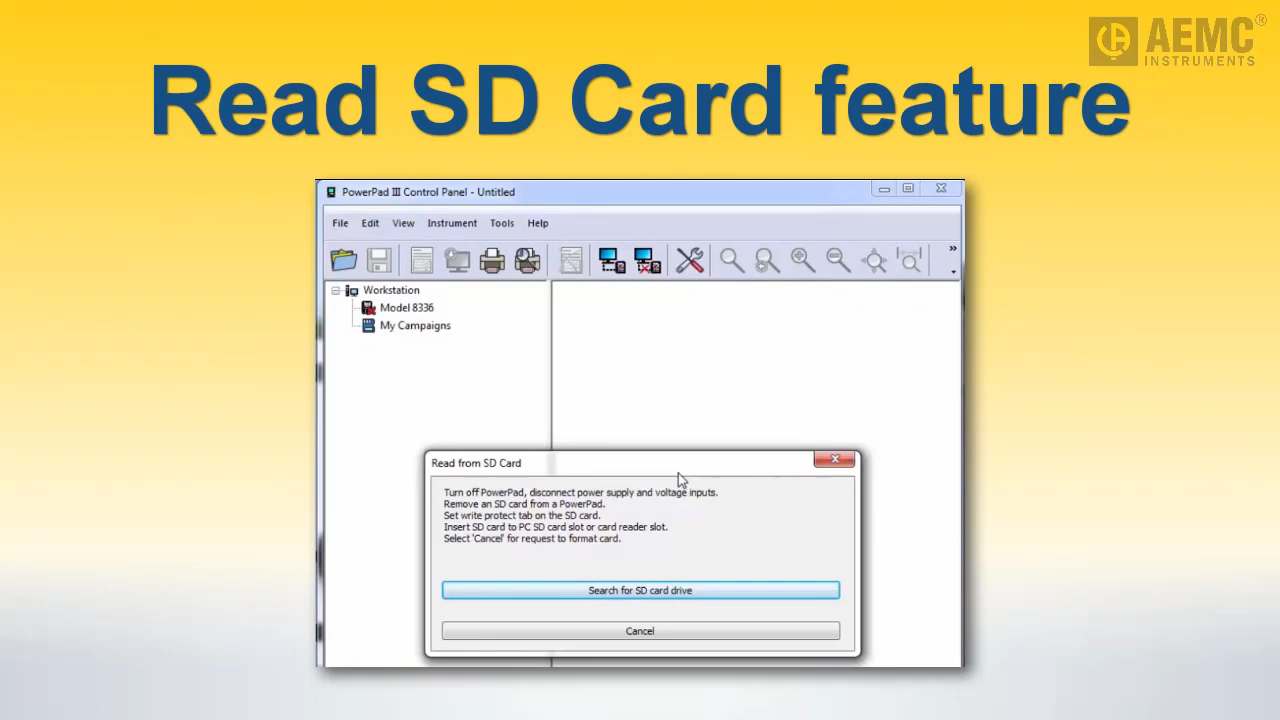 AEMC®
INSTRUMENTS
Read SD Card feature
PowerPad III Control Panel - Untitled
File Edit View Instrument Tools Help
Workstation
Model 8336
My Campaigns
Read from SD Card
Turn off PowerPad, disconnect power supply and voltage inputs.
Remove an SD card from a PowerPad.
Set write protect tab on the SD card.
Insert SD card to PC SD card slot or card reader slot.
Select 'Cancel' for request to format card.
Search for SD card drive
Cancel